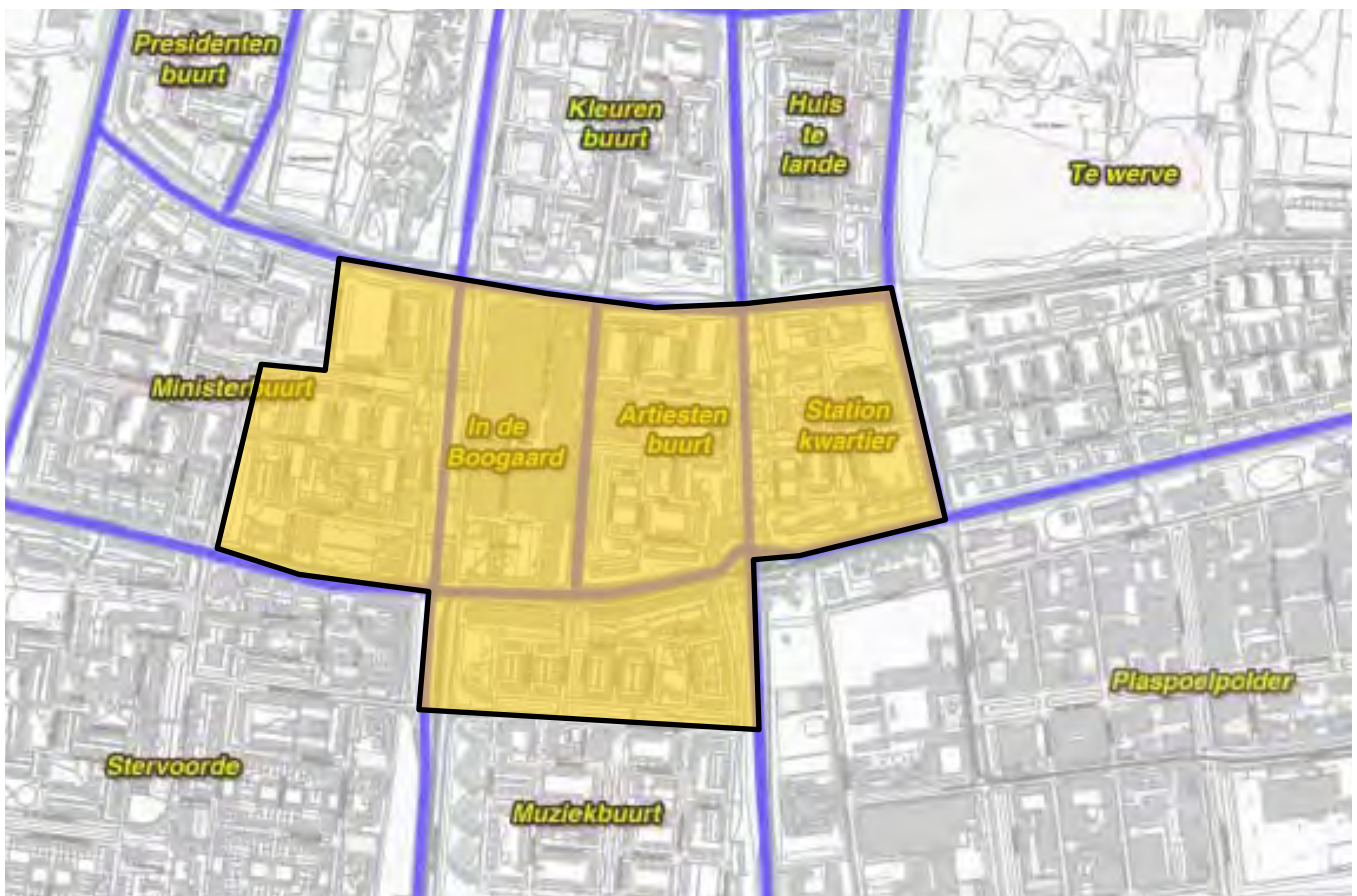 Presidenten
buurt
Kleuren
buurt
Huis
te
lande
Te werve
Ministerbuurt
In de
Boogaard
Artiesten
buurt
Station
kwartier
Plaspoelpolder
Stervoorde
Muziekbuurt